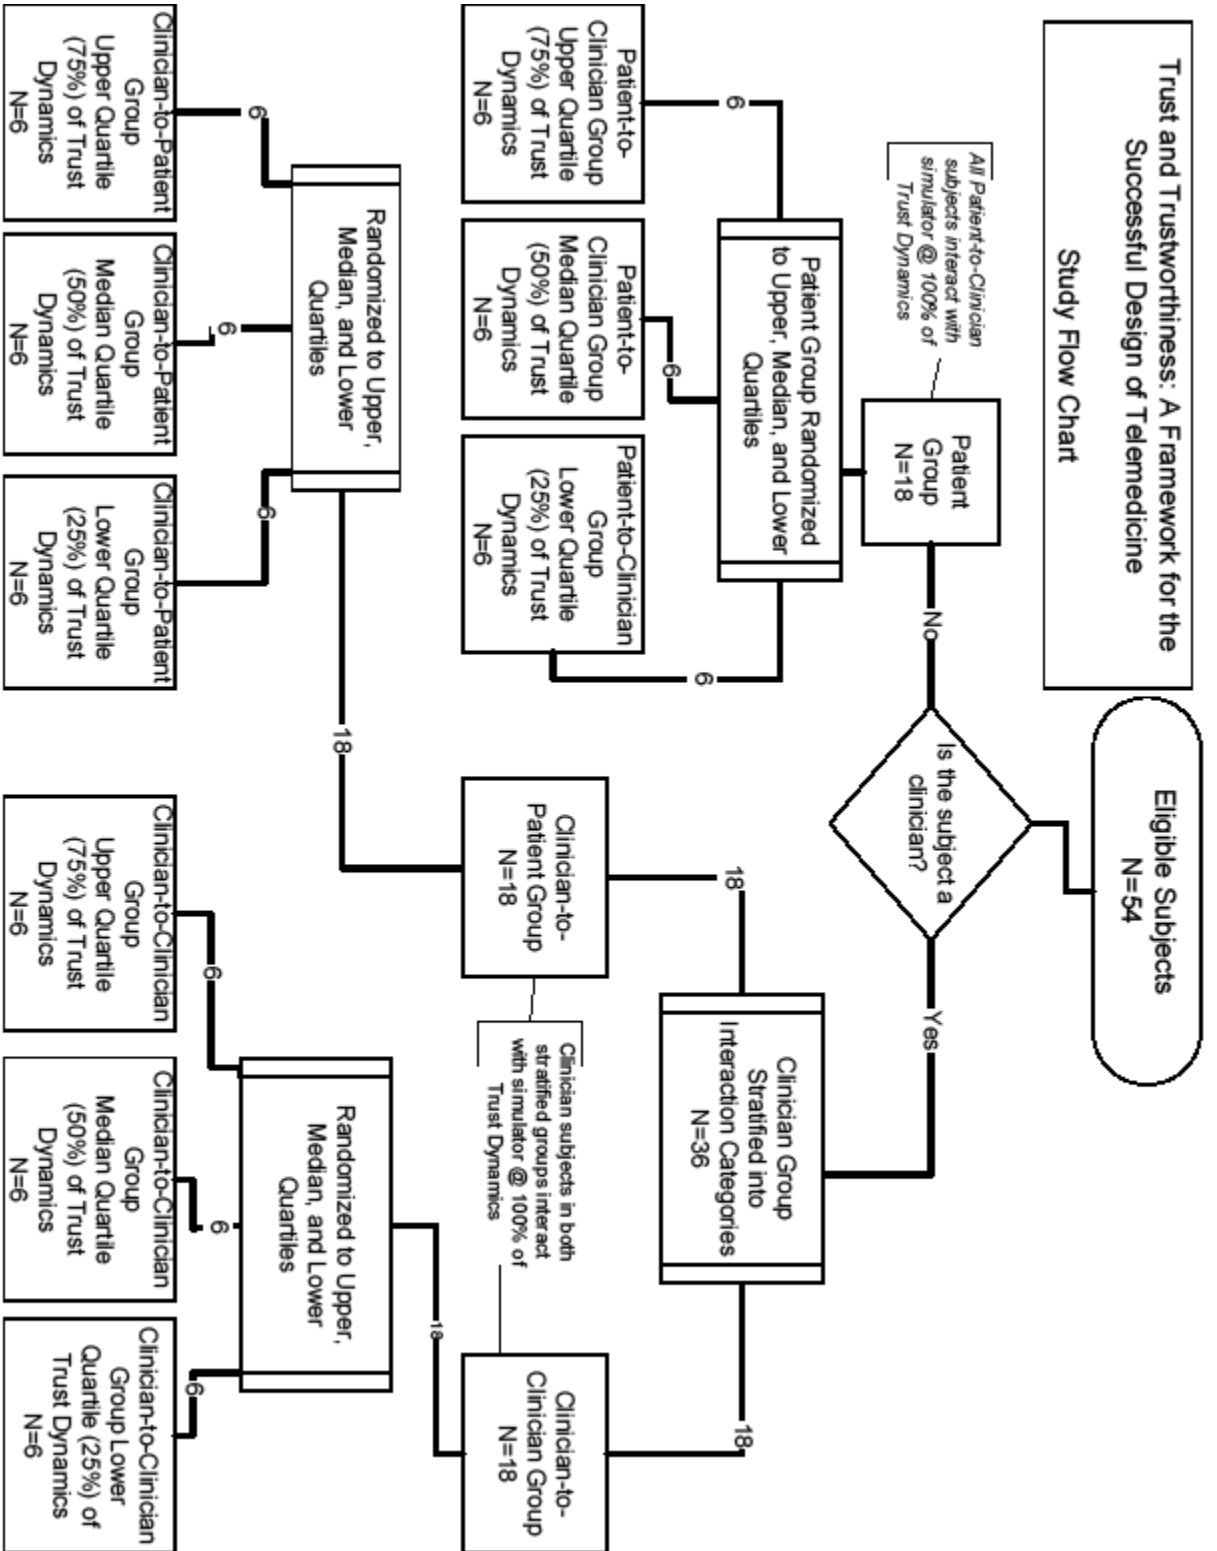 Trust and Trustworthiness: A Framework for the
Successful Design of Telemedicine
Study Flow Chart
Eligible Subjects
N=54
Is the subject a
clinician?
No
Yes
Patient
Group
N=18
All Patient-to-Clinician
subjects interact with
simulator @ 100% of
Trust Dynamics
Patient Group Randomized
to Upper, Median, and Lower
Quartiles
6
6
6
Patient-to-
Clinician Group
Upper Quartile
(75%) of Trust
Dynamics
N=6
Patient-to-
Clinician Group
Median Quartile
(50%) of Trust
Dynamics
N=6
Patient-to-Clinician
Group
Lower Quartile
(25%) of Trust
Dynamics
N=6
Clinician Group
Stratified into
Interaction Categories
N=36
18
18
Clinician-to-
Patient Group
N=18
Clinician subjects in both
stratified groups interact
with simulator @ 100% of
Trust Dynamics
Clinician-to-
Clinician Group
N=18
18
18
Randomized to Upper,
Median, and Lower
Quartiles
6
6
6
Clinician-to-Patient
Group
Upper Quartile
(75%) of Trust
Dynamics
N=6
Clinician-to-Patient
Group
Median Quartile
(50%) of Trust
Dynamics
N=6
Clinician-to-Patient
Group
Lower Quartile
(25%) of Trust
Dynamics
N=6
Randomized to Upper,
Median, and Lower
Quartiles
6
6
6
Clinician-to-Clinician
Group
Upper Quartile
(75%) of Trust
Dynamics
N=6
Clinician-to-Clinician
Group
Median Quartile
(50%) of Trust
Dynamics
N=6
Clinician-to-Clinician
Group Lower
Quartile (25%) of
Trust Dynamics
N=6